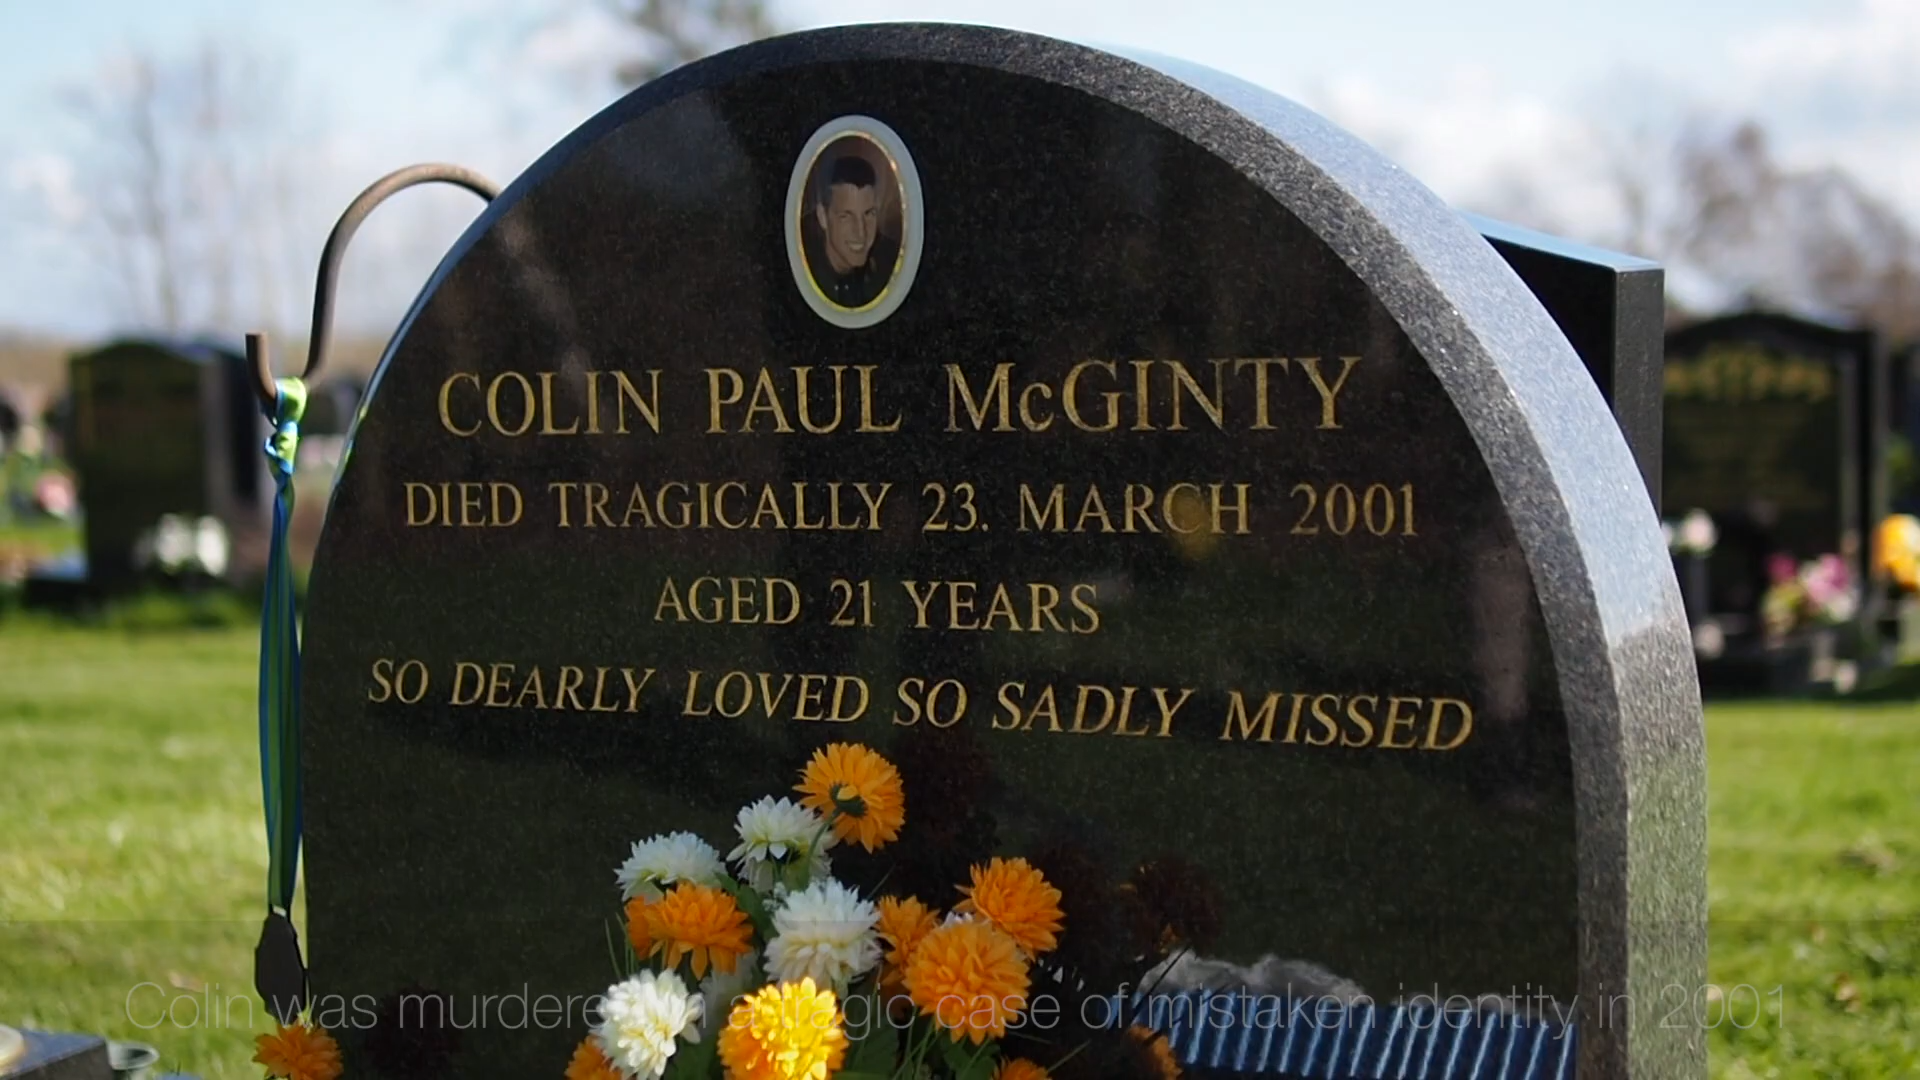 COLIN PAUL McGINTY
DIED TRAGICALLY 23. MARCH 2001
AGED 21 YEARS
SO DEARLY LOVED SO SADLY MISSED
Colin was murdered in a tragic case of mistaken identity in 2001